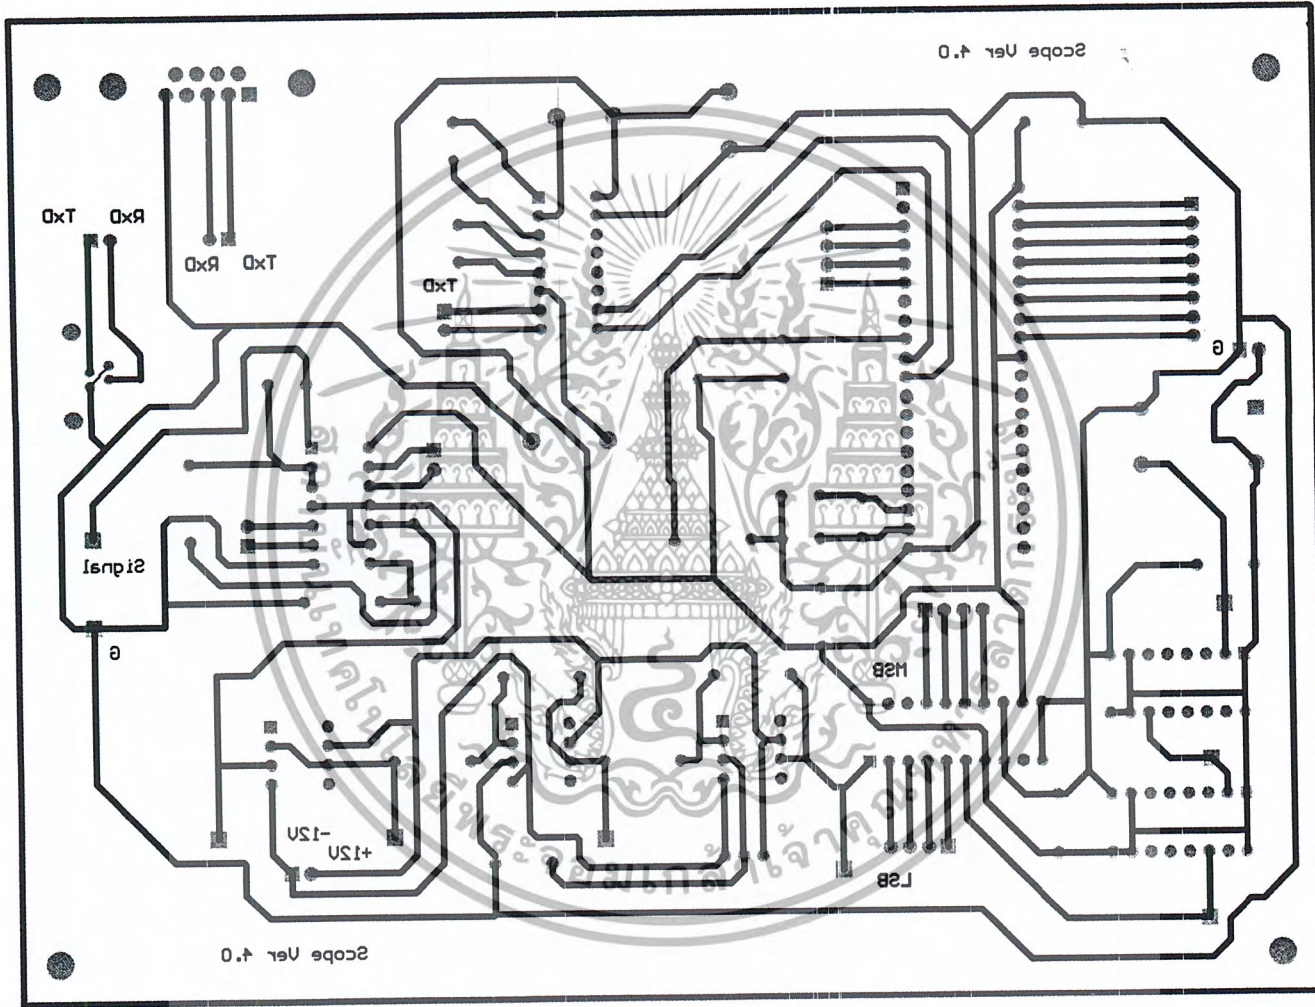 Scope Ver 4.0
TxD RxD
RxD TxD
TxD
G
Signal
G
MSB
-12V
+12V
LSB
Scope Ver 4.0